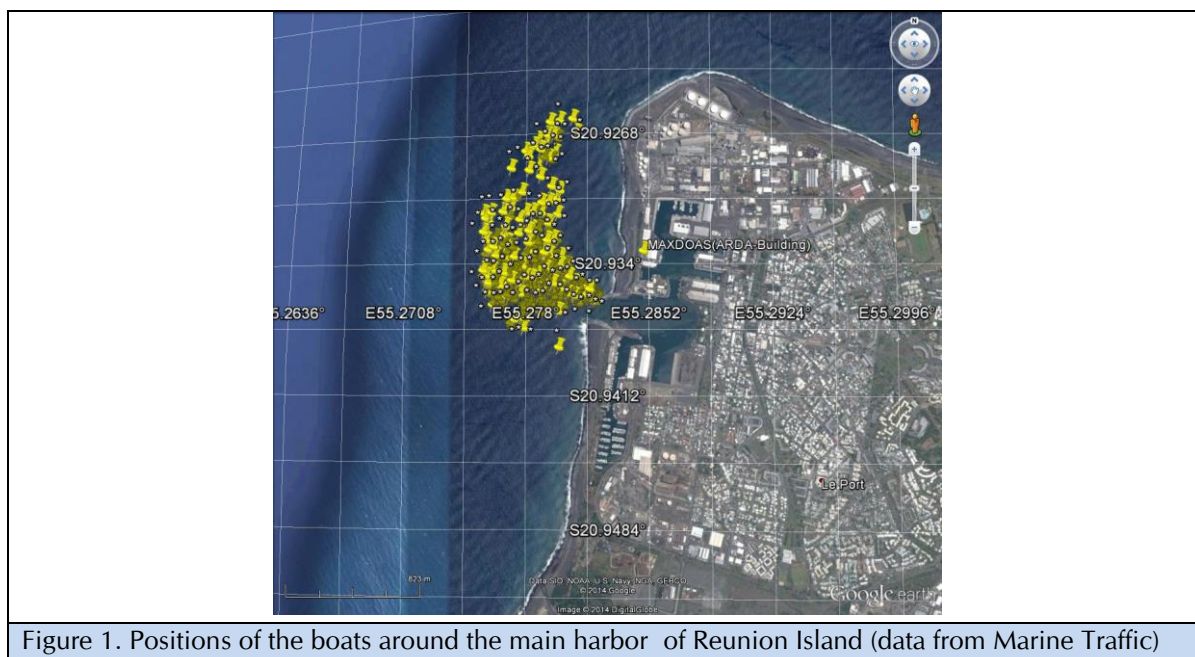 N
S20.9268°
MAXDOAS(ARDA-Building)
S20.934°
5.2636° E55.2708° E55.278° E55.2852° E55.2924° E55.2996°
S20.9412°
Le Port
S20.9484°
823 m
Data SIO, NOAA, U.S. Navy, NGA, GEBCO
© 2014 Google
Image © 2014 DigitalGlobe
Google earth
Figure 1. Positions of the boats around the main harbor of Reunion Island (data from Marine Traffic)